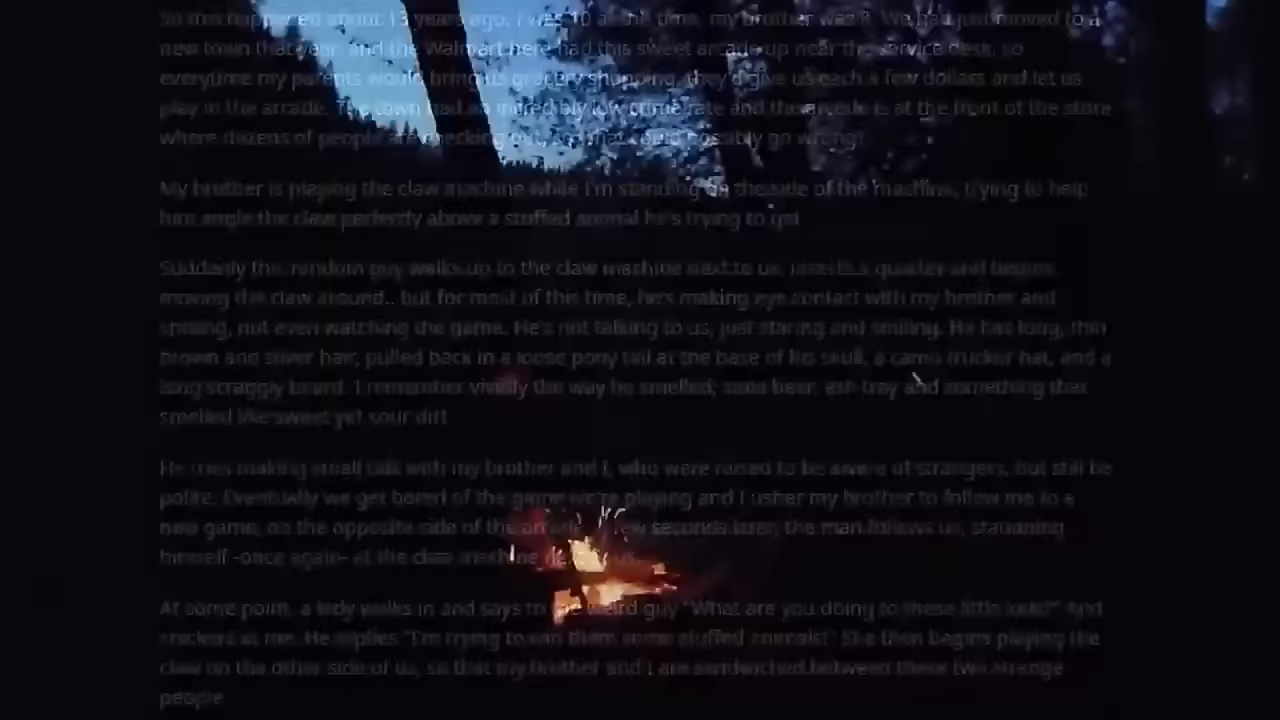 So this happened about 13 years ago. I was 10 at the time, my brother was 8. We had just moved to a
new town that year, and the Walmart here had this sweet arcade up near the service desk, so
everytime my parents would bring us grocery shopping, they'd give us each a few dollars and let us
play in the arcade. The town had an incredibly low crime rate and the arcade is at the front of the store
where dozens of people are checking out, so what could possibly go wrong?
My brother is playing the claw machine while I'm standing on the side of the machine, trying to help
him angle the claw perfectly above a stuffed animal he's trying to get
Suddenly this random guy walks up to the claw machine next to us, inserts a quarter and begins
moving the claw around.. but for most of this time, he's making eye contact with my brother and
smiling, not even watching the game. He's not talking to us, just staring and smiling. He has long, thin
brown and silver hair, pulled back in a loose pony tail at the base of his skull, a camo trucker hat, and a
long scraggly beard. I remember vividly the way he smelled; stale beer, ash tray and something that
smelled like sweet yet sour dirt
He tries making small talk with my brother and I, who were raised to be aware of strangers, but still be
polite. Eventually we get bored of the game we're playing and I usher my brother to follow me to a
new game, on the opposite side of the arcade. A few seconds later, the man follows us, stationing
himself -once again- at the claw machine
At some point, a lady walks in and says to the weird guy "What are you doing to these little kids?" And
snickers at me. He replies "I'm trying to win them some stuffed animals!" She then begins playing the
claw on the other side of us, so that my brother and I are sandwiched between these two strange
people